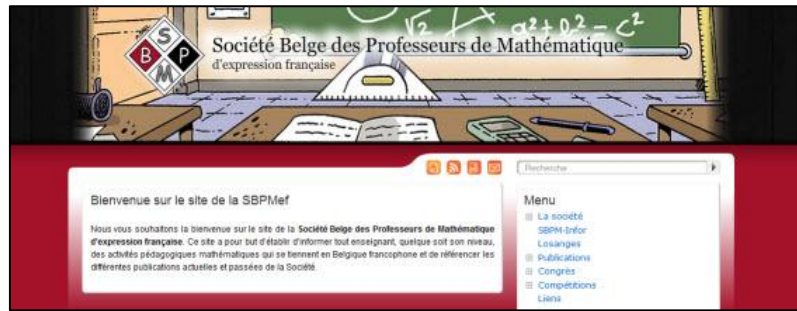 √2
a²+b²=c²
S
B P
M
Société Belge des Professeurs de Mathématique
d'expression française
Recherche
Bienvenue sur le site de la SBPMef
Nous vous souhaitons la bienvenue sur le site de la Société Belge des Professeurs de Mathématique
d'expression française. Ce site a pour but d'établir d'informer tout enseignant, quelque soit son niveau,
des activités pédagogiques mathématiques qui se tiennent en Belgique francophone et de référencer les
différentes publications actuelles et passées de la Société.
Menu
La société
SBPM-Infor
Losanges
Publications
Congrès
Compétitions
Liens